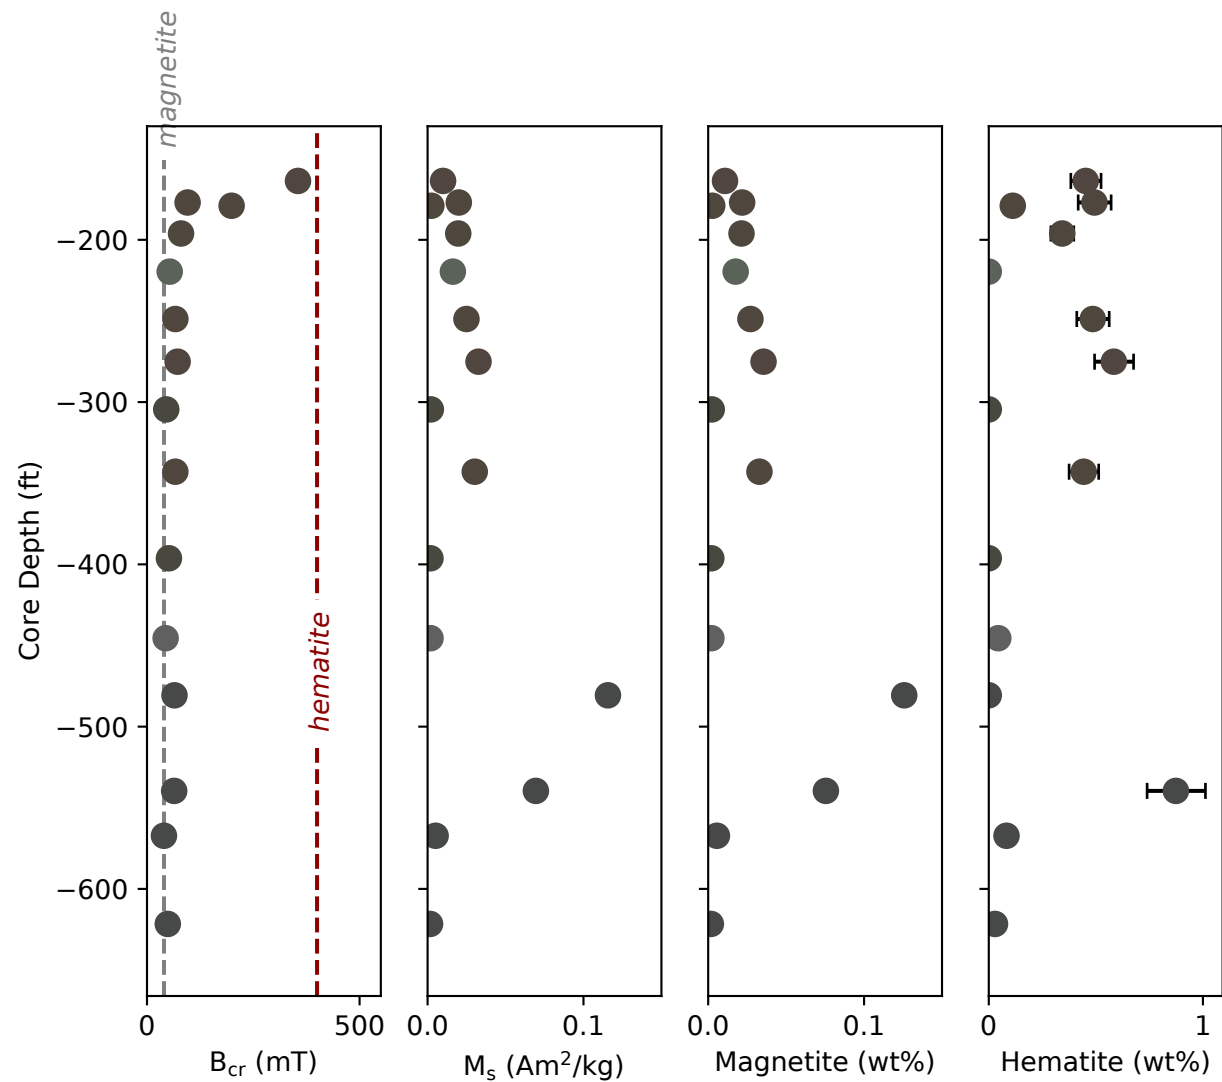 magnetite
hematite
Core Depth (ft)
−200
−300
−400
−500
−600
0
500
0.0
0.1
0.0
0.1
0
1
B_cr (mT)
M_s (Am²/kg)
Magnetite (wt%)
Hematite (wt%)